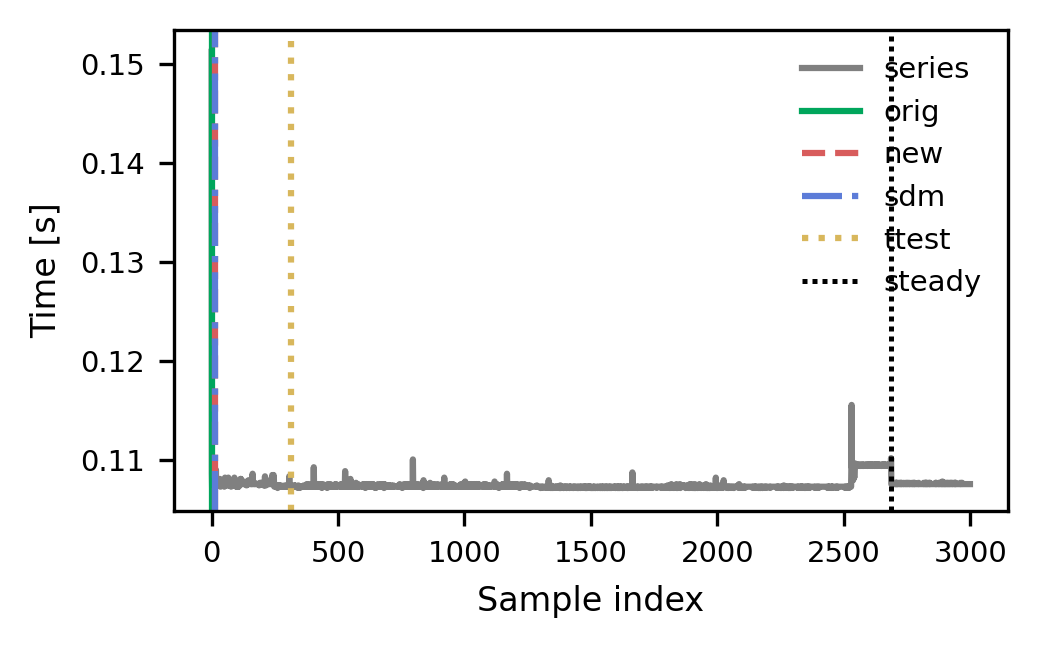 0.15
0.14
0.13
0.12
0.11
Time [s]
series
orig
new
sdm
ttest
steady
0 500 1000 1500 2000 2500 3000
Sample index